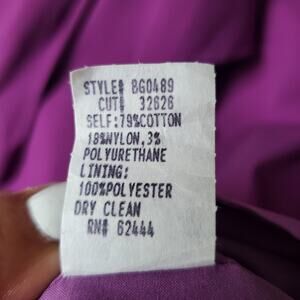 STYLE# BG0489
CUT# 32626
SELF:79%COTTON
18%NYLON,3%
POLYURETHANE
LINING:
100%POLYESTER
DRY CLEAN
RN# 62444